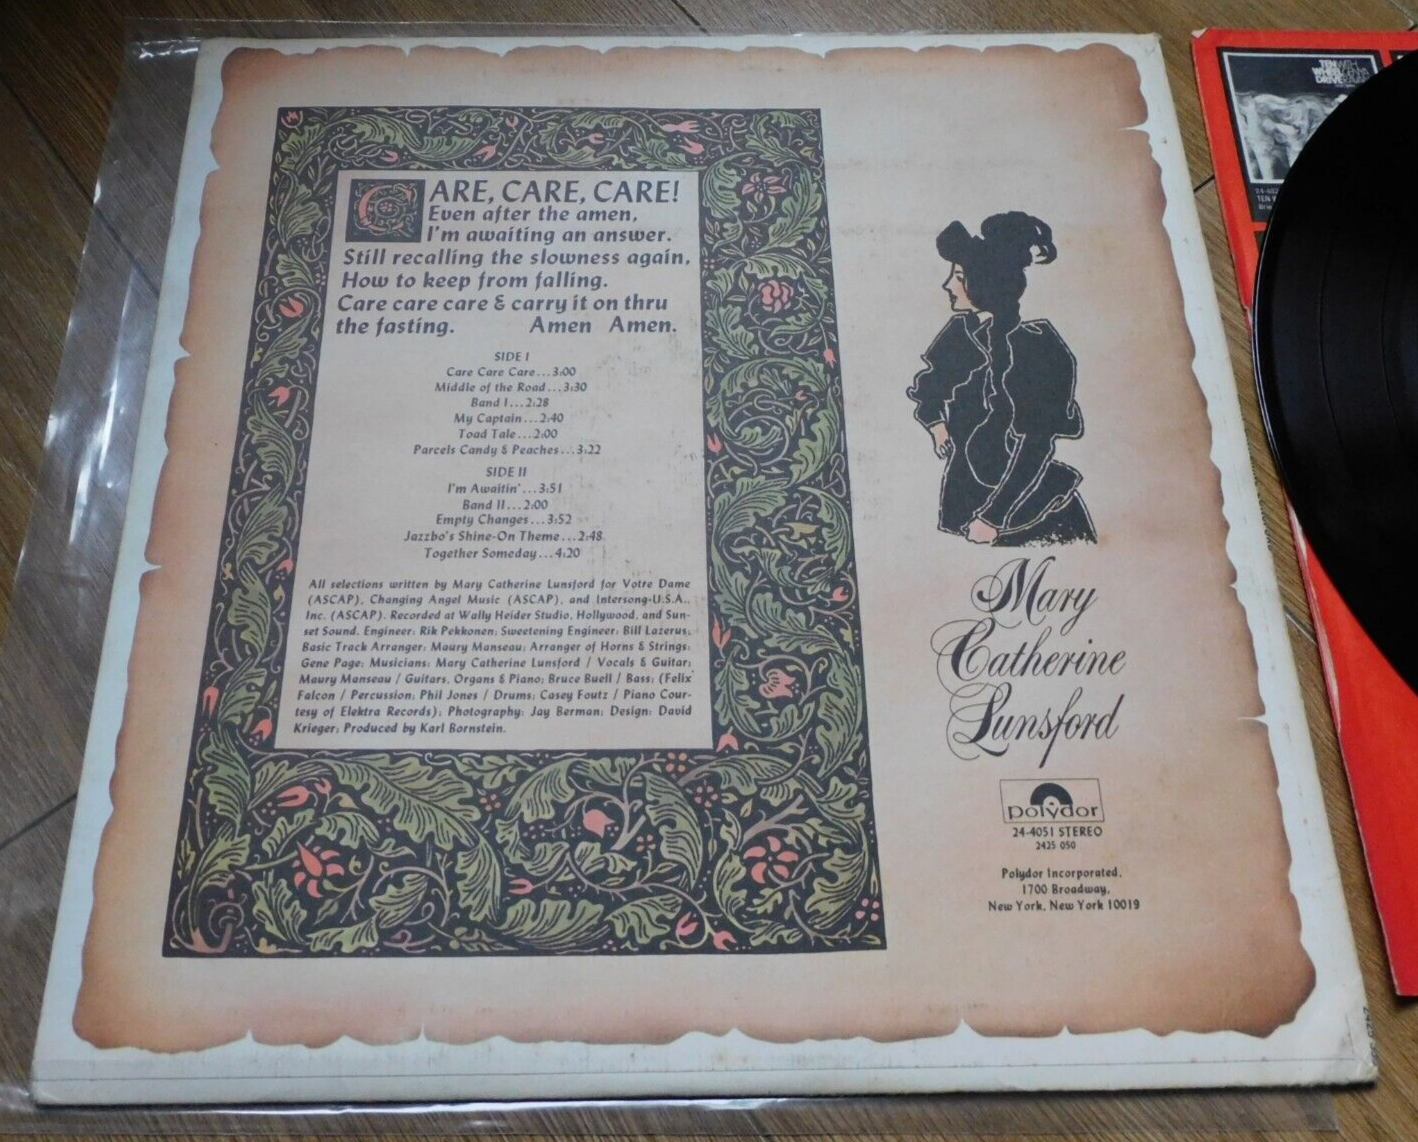 CARE, CARE, CARE!
Even after the amen,
I'm awaiting an answer.
Still recalling the slowness again,
How to keep from falling.
Care care care & carry it on thru
the fasting. Amen Amen.
SIDE I
Care Care Care...3:00
Middle of the Road...3:30
Band I...2:28
My Captain...2:40
Toad Tale...2:00
Parcels Candy & Peaches...3:22
SIDE II
I'm Awaitin'...3:51
Band II...2:00
Empty Changes...3:52
Jazzbo's Shine-On Theme...2:48
Together Someday...4:20
All selections written by Mary Catherine Lunsford for Votre Dame
(ASCAP), Changing Angel Music (ASCAP), and Intersong-U.S.A.,
Inc. (ASCAP). Recorded at Wally Heider Studio, Hollywood, and Sun-
set Sound. Engineer: Rik Pekkonen; Sweetening Engineer: Bill Lazerus;
Basic Track Arranger: Maury Manseau; Arranger of Horns & Strings:
Gene Page; Musicians: Mary Catherine Lunsford / Vocals & Guitar;
Maury Manseau / Guitars, Organs & Piano; Bruce Buell / Bass; (Felix
Falcon / Percussion; Phil Jones / Drums; Casey Foutz / Piano Cour-
tesy of Elektra Records); Photography: Jay Berman; Design: David
Krieger; Produced by Karl Bornstein.
Mary
Catherine
Lunsford
polydor
24-4051 STEREO
2425 050
Polydor Incorporated,
1700 Broadway,
New York, New York 10019
TEN WITH
WHEEL GENYA
DRIVE RAVAN